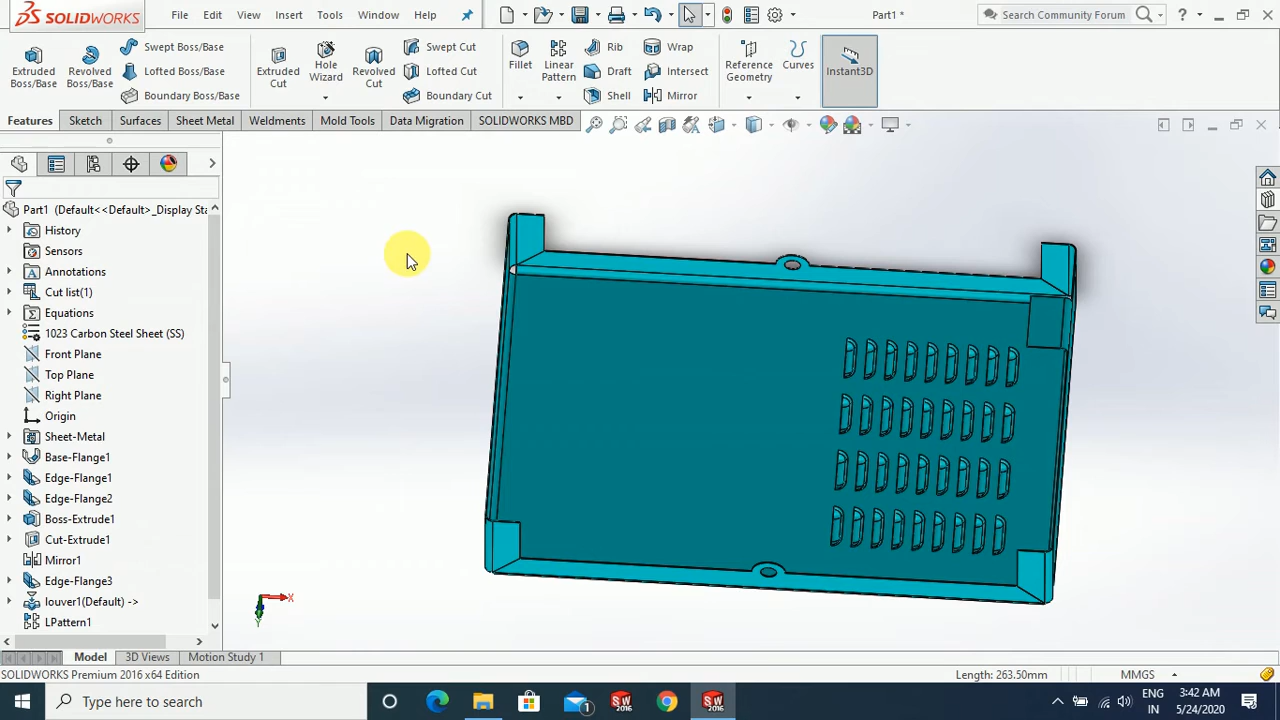 SOLIDWORKS
File Edit View Insert Tools Window Help
Part1 *
Search Community Forum
?
Extruded Boss/Base
Revolved Boss/Base
Swept Boss/Base
Lofted Boss/Base
Boundary Boss/Base
Extruded Cut
Hole Wizard
Revolved Cut
Swept Cut
Lofted Cut
Boundary Cut
Fillet
Linear Pattern
Rib
Draft
Shell
Wrap
Intersect
Mirror
Reference Geometry
Curves
Instant3D
Features Sketch Surfaces Sheet Metal Weldments Mold Tools Data Migration SOLIDWORKS MBD
Part1 (Default<<Default>_Display Sta
History
Sensors
Annotations
Cut list(1)
Equations
1023 Carbon Steel Sheet (SS)
Front Plane
Top Plane
Right Plane
Origin
Sheet-Metal
Base-Flange1
Edge-Flange1
Edge-Flange2
Boss-Extrude1
Cut-Extrude1
Mirror1
Edge-Flange3
louver1(Default) ->
LPattern1
X
Y
Model 3D Views Motion Study 1
SOLIDWORKS Premium 2016 x64 Edition
Length: 263.50mm
MMGS
Type here to search
1
SW 2016
SW 2016
ENG
IN
3:42 AM
5/24/2020